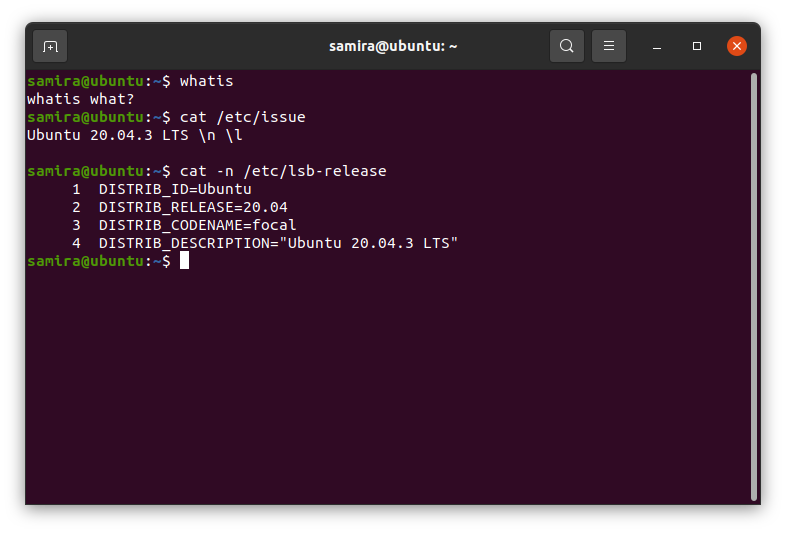 samira@ubuntu: ~
samira@ubuntu:~$ whatis
whatis what?
samira@ubuntu:~$ cat /etc/issue
Ubuntu 20.04.3 LTS \n \l

samira@ubuntu:~$ cat -n /etc/lsb-release
     1  DISTRIB_ID=Ubuntu
     2  DISTRIB_RELEASE=20.04
     3  DISTRIB_CODENAME=focal
     4  DISTRIB_DESCRIPTION="Ubuntu 20.04.3 LTS"
samira@ubuntu:~$